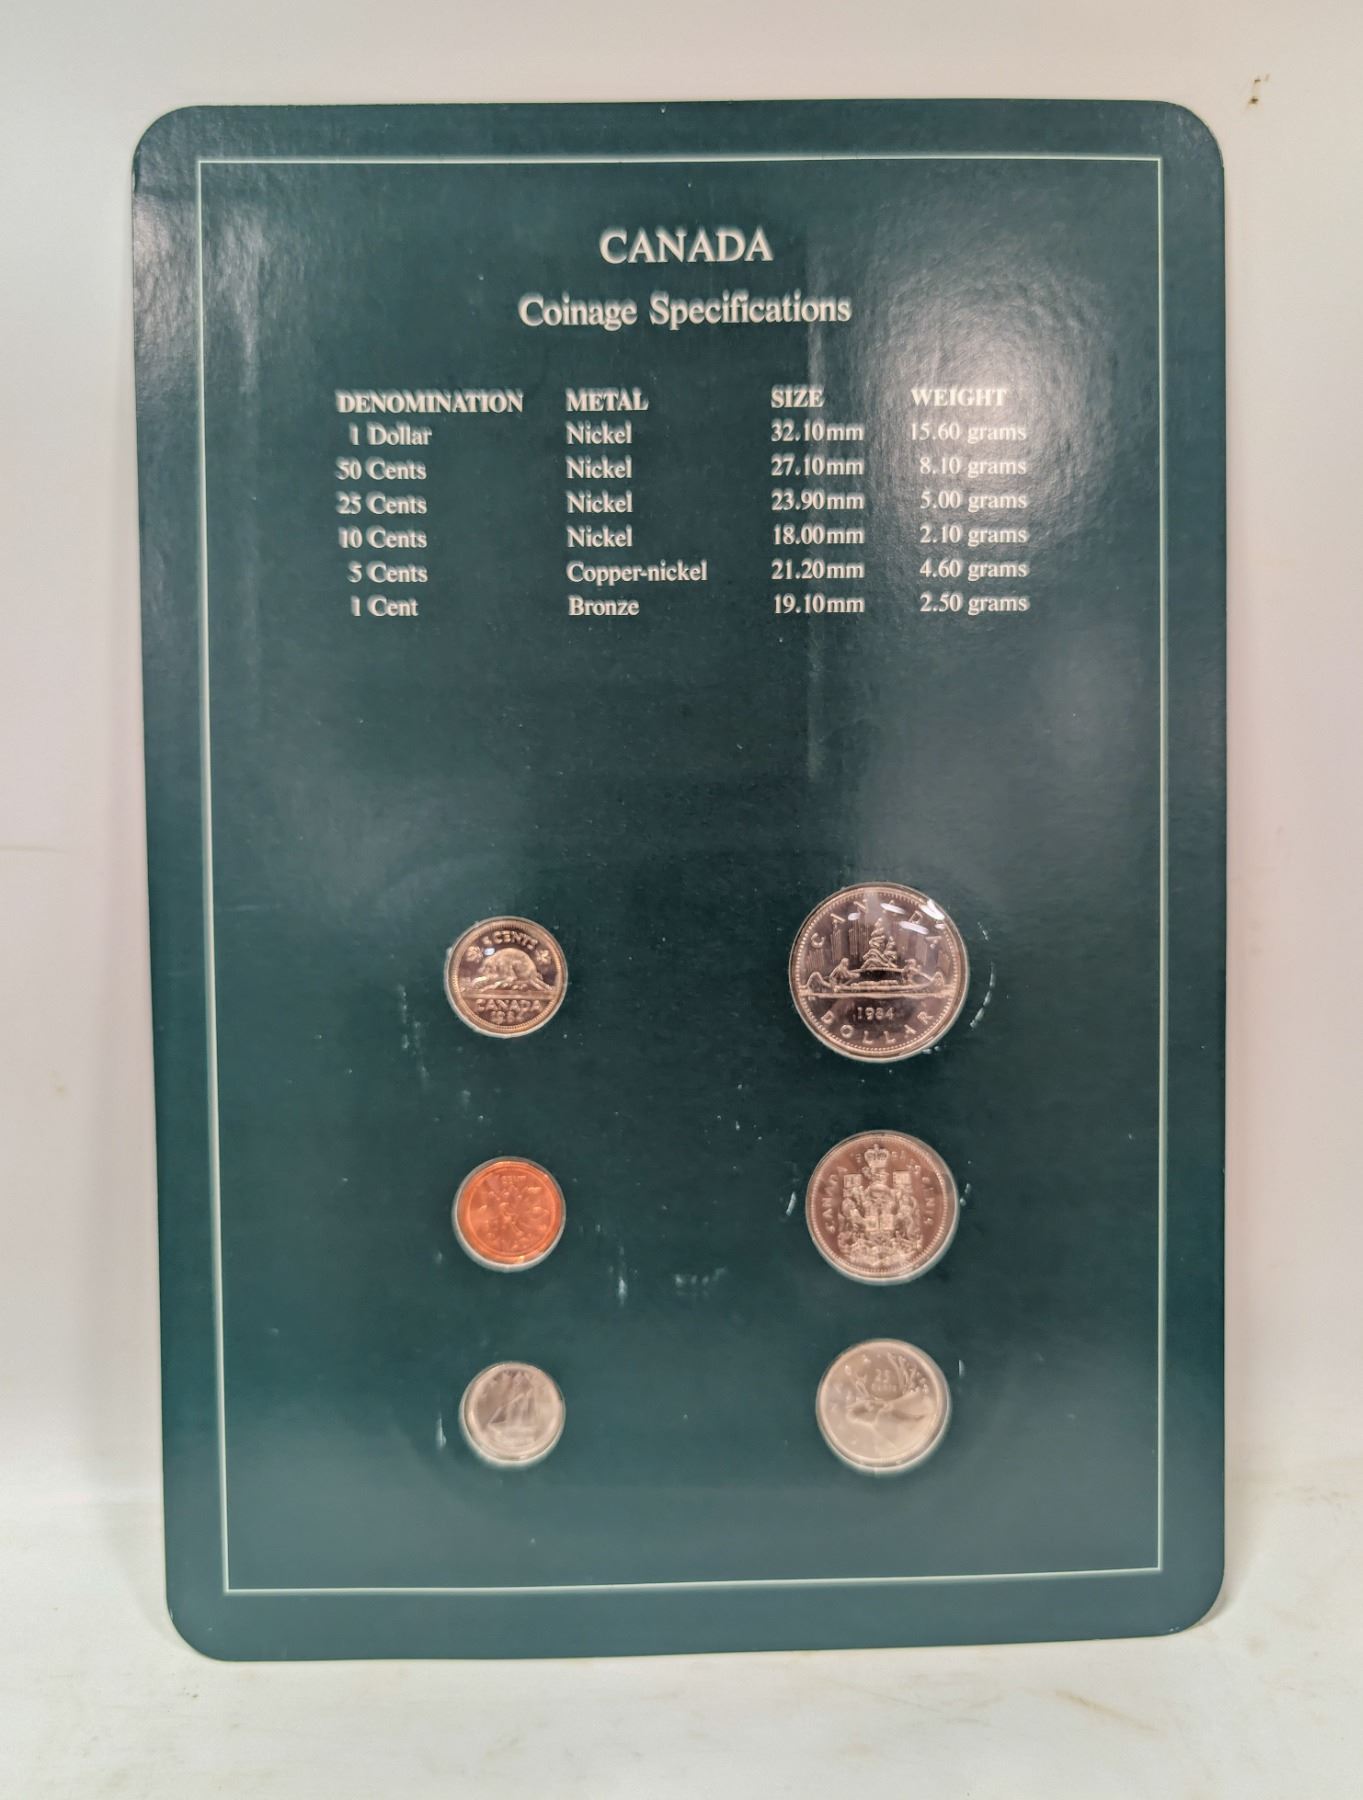 CANADA
Coinage Specifications
DENOMINATION METAL SIZE WEIGHT
1 Dollar Nickel 32.10mm 15.60 grams
50 Cents Nickel 27.10mm 8.10 grams
25 Cents Nickel 23.90mm 5.00 grams
10 Cents Nickel 18.00mm 2.10 grams
5 Cents Copper-nickel 21.20mm 4.60 grams
1 Cent Bronze 19.10mm 2.50 grams
5 CENTS
CANADA
CANADA
1984
DOLLAR
CANADA
CENTS
25